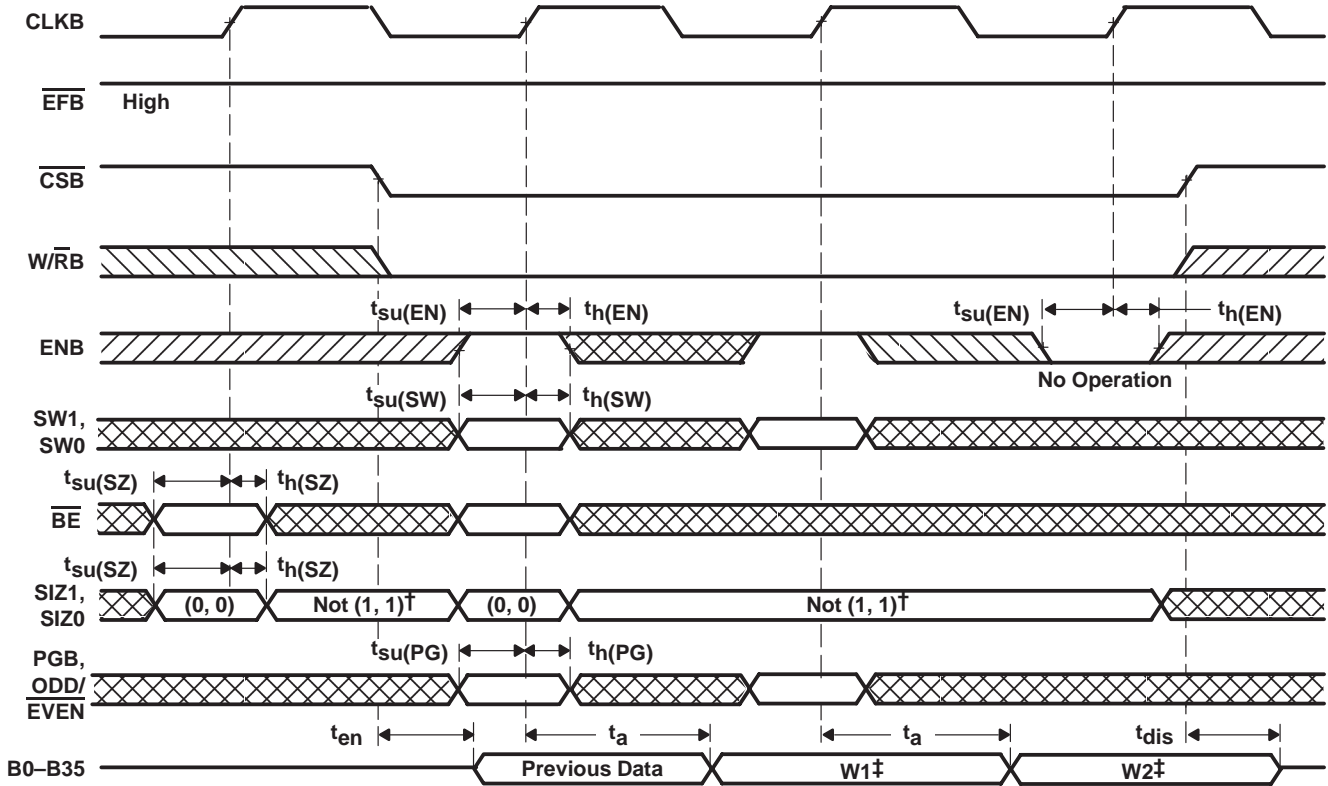 CLKB
EFB High
CSB
W/RB
tsu(EN) th(EN) tsu(EN) th(EN)
ENB
No Operation
tsu(SW) th(SW)
SW1,
SW0
tsu(SZ) th(SZ)
BE
tsu(SZ) th(SZ)
SIZ1,
SIZ0
(0, 0) Not (1, 1)† (0, 0) Not (1, 1)†
tsu(PG) th(PG)
PGB,
ODD/
EVEN
ten ta ta tdis
B0–B35 Previous Data W1‡ W2‡